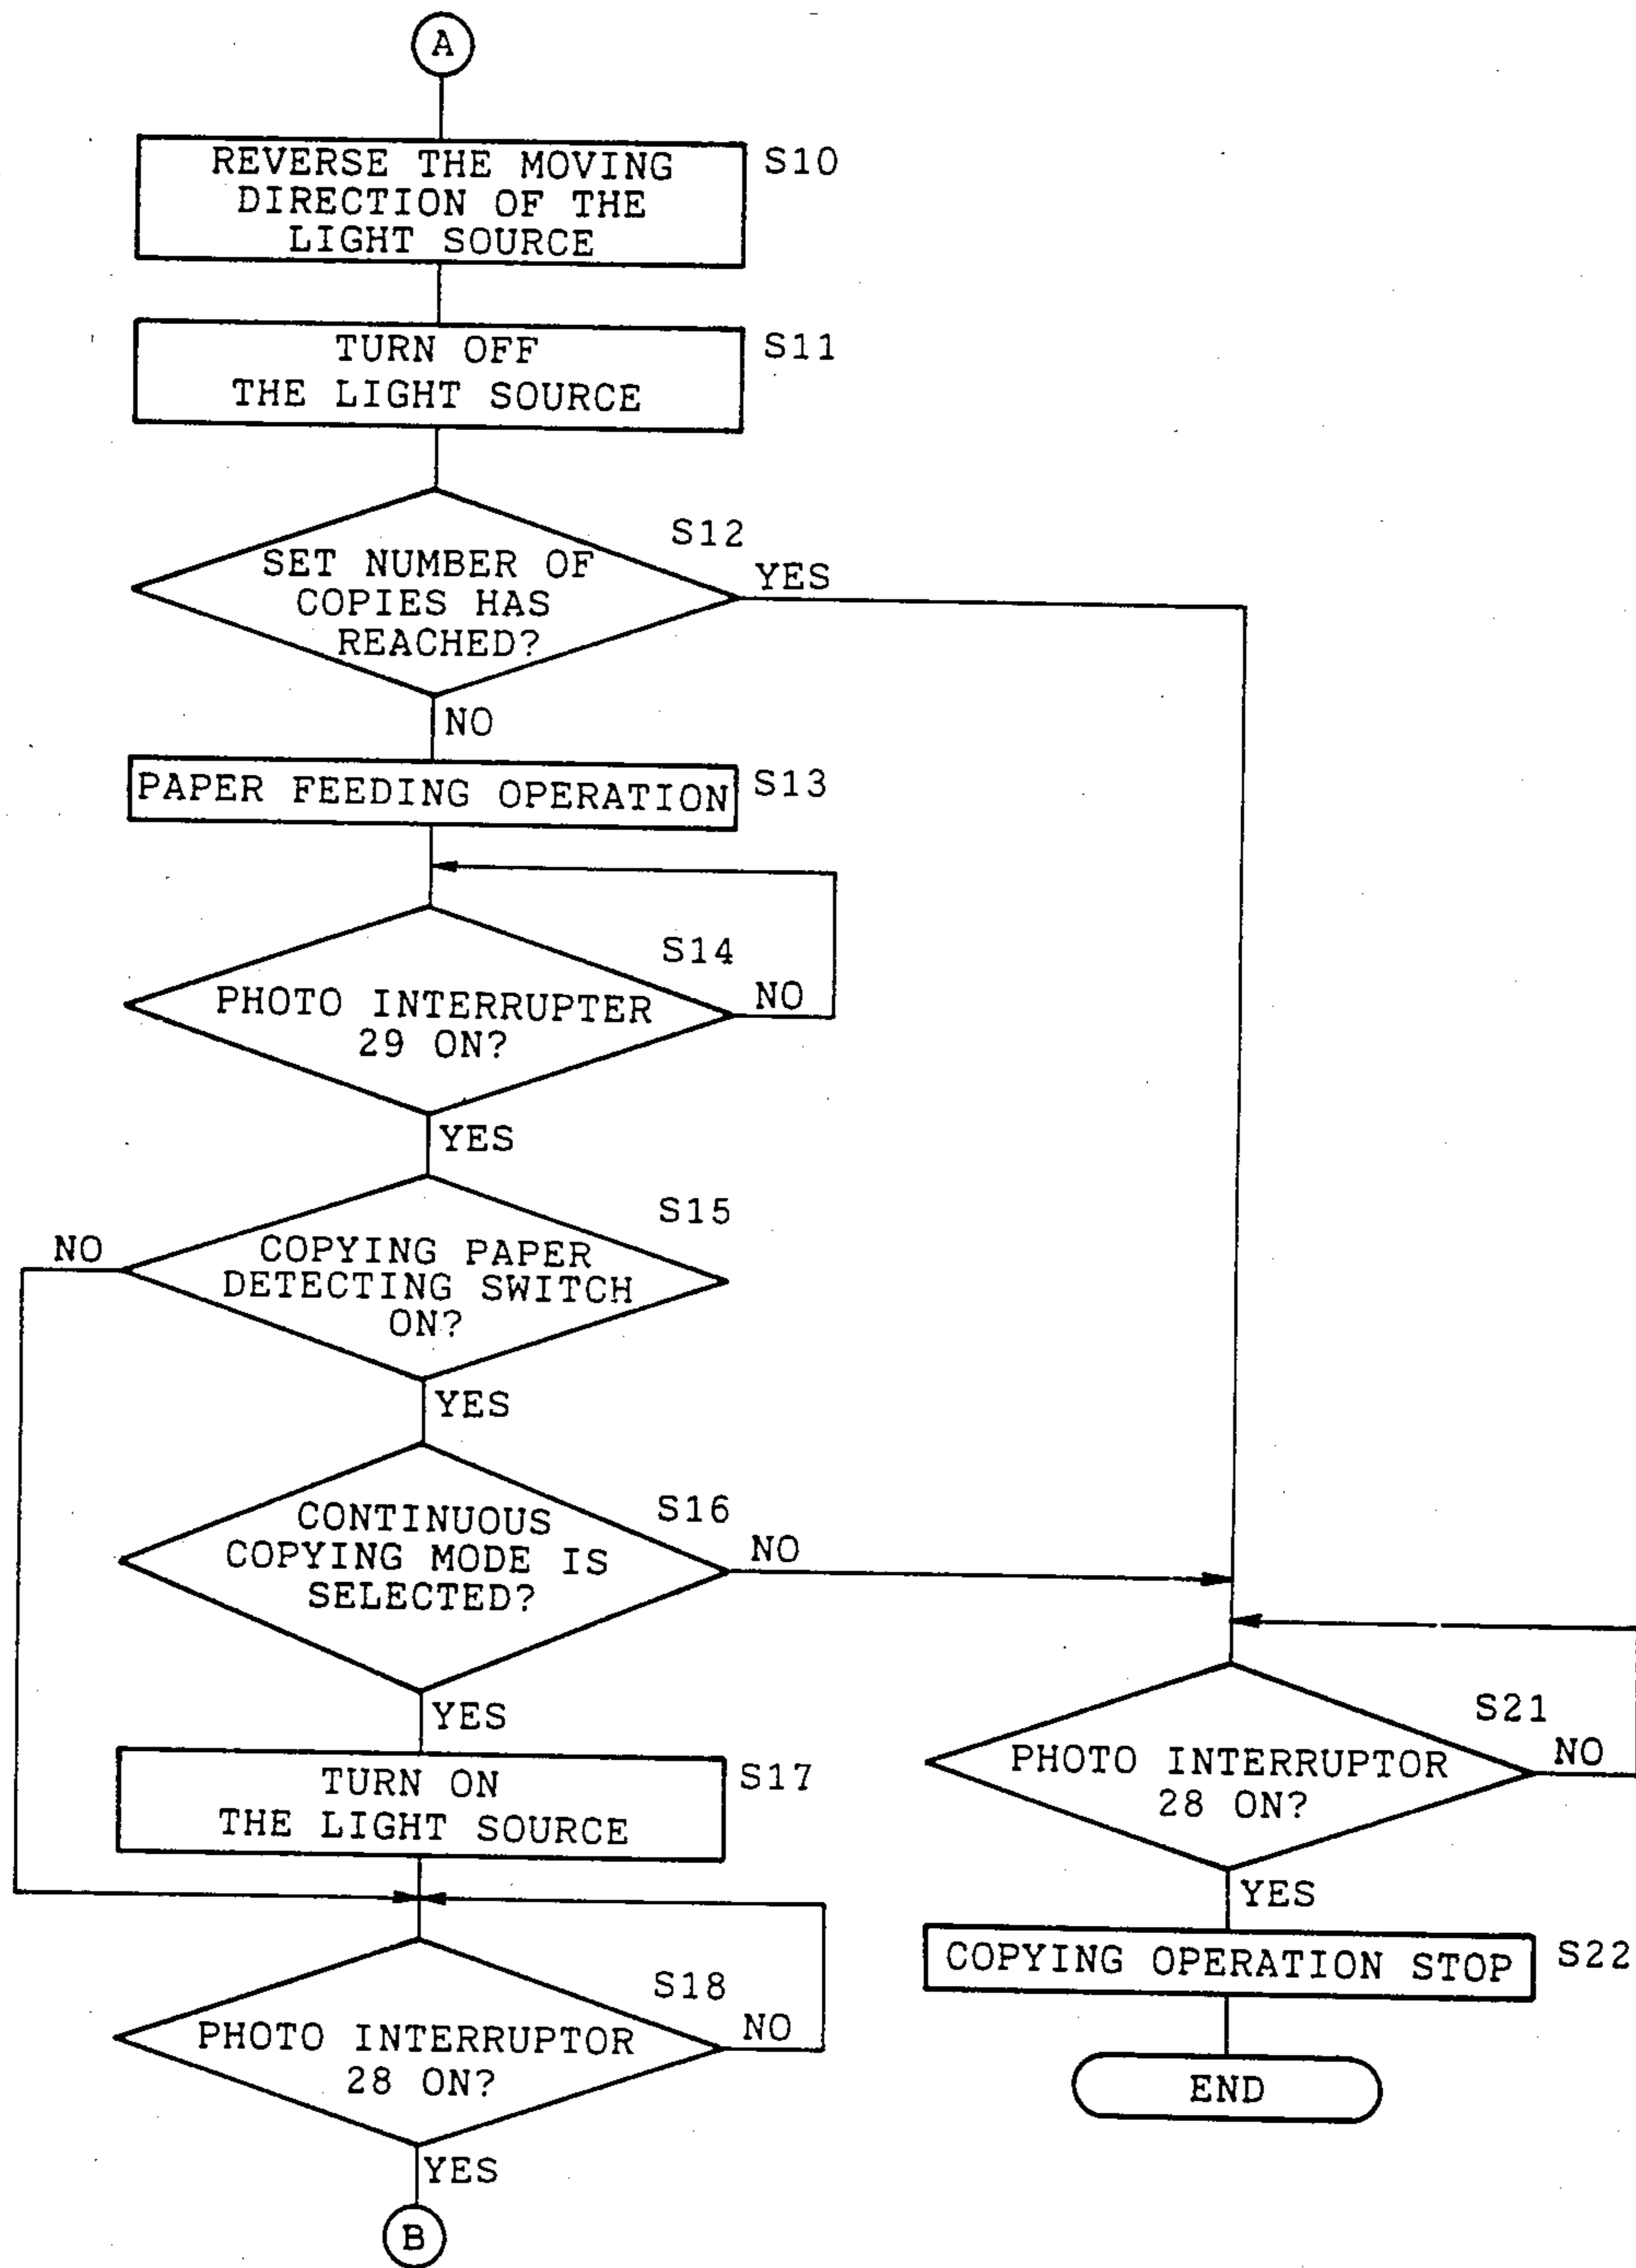 A
REVERSE THE MOVING
DIRECTION OF THE
LIGHT SOURCE
S10
TURN OFF
THE LIGHT SOURCE
S11
S12
SET NUMBER OF
COPIES HAS
REACHED?
YES
NO
PAPER FEEDING OPERATION
S13
S14
PHOTO INTERRUPTER
29 ON?
NO
YES
S15
NO
COPYING PAPER
DETECTING SWITCH
ON?
YES
S16
CONTINUOUS
COPYING MODE IS
SELECTED?
NO
YES
TURN ON
THE LIGHT SOURCE
S17
S18
PHOTO INTERRUPTOR
28 ON?
NO
YES
B
S21
PHOTO INTERRUPTOR
28 ON?
NO
YES
COPYING OPERATION STOP
S22
END